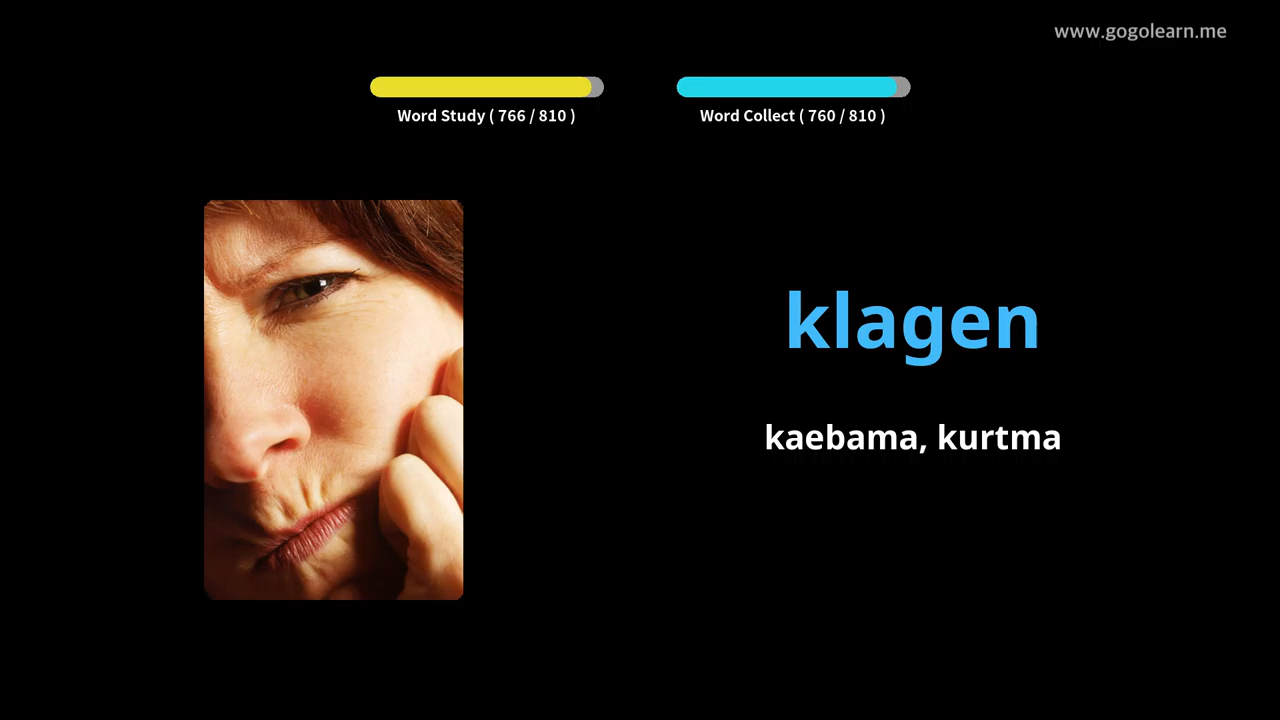 www.gogolearn.me
Word Study ( 766 / 810 )
Word Collect ( 760 / 810 )
klagen
kaebama, kurtma